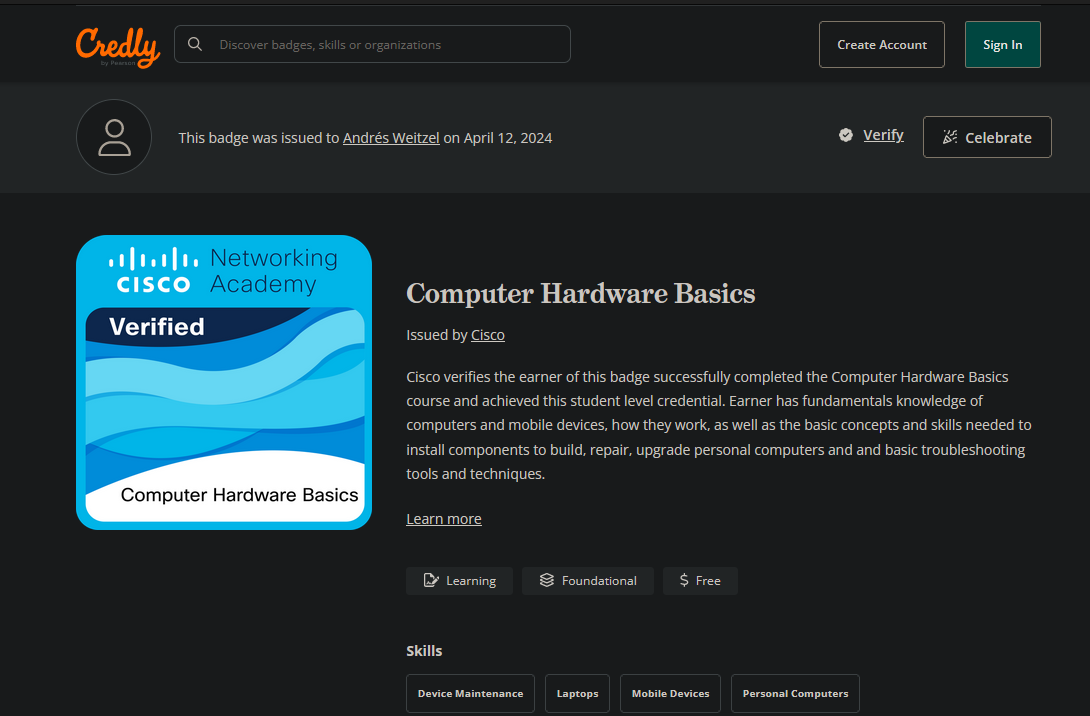 Credly
by Pearson
Discover badges, skills or organizations
Create Account
Sign In
This badge was issued to Andrés Weitzel on April 12, 2024
Verify
Celebrate
CISCO
Networking
Academy
Verified
Computer Hardware Basics
Computer Hardware Basics
Issued by Cisco
Cisco verifies the earner of this badge successfully completed the Computer Hardware Basics
course and achieved this student level credential. Earner has fundamentals knowledge of
computers and mobile devices, how they work, as well as the basic concepts and skills needed to
install components to build, repair, upgrade personal computers and and basic troubleshooting
tools and techniques.
Learn more
Learning
Foundational
$ Free
Skills
Device Maintenance
Laptops
Mobile Devices
Personal Computers